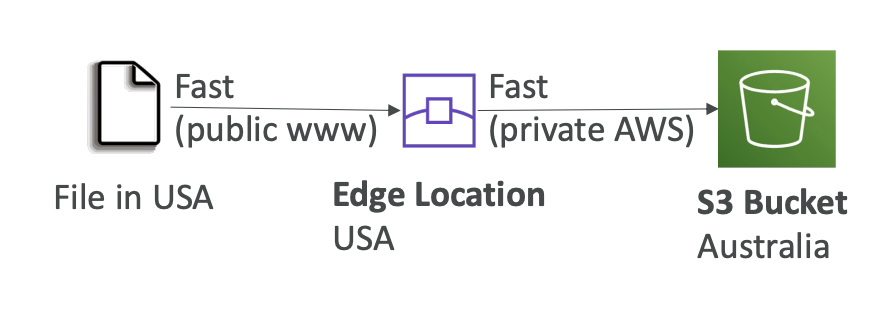 Fast
(public www)
Fast
(private AWS)
File in USA
Edge Location
USA
S3 Bucket
Australia